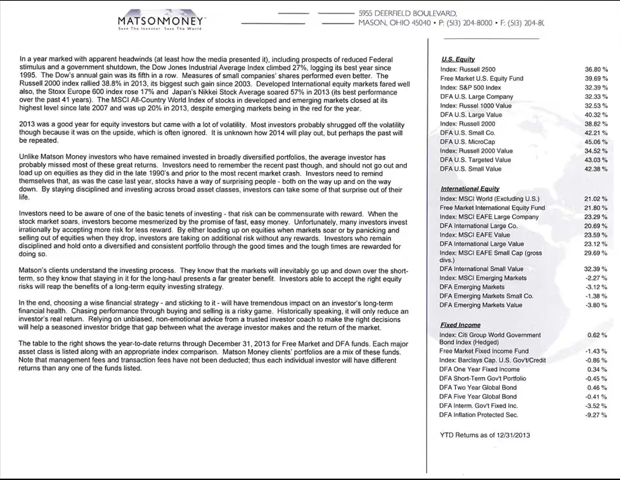 MATSONMONEY
Save The Investor Save The World
5955 DEERFIELD BOULEVARD,
MASON, OHIO 45040 • P: (513) 204-8000 • F: (513) 204-8(
In a year marked with apparent headwinds (at least how the media presented it), including prospects of reduced Federal
stimulus and a government shutdown, the Dow Jones Industrial Average Index climbed 27%, logging its best year since
1995. The Dow's annual gain was its fifth in a row. Measures of small companies' shares performed even better. The
Russell 2000 index rallied 38.8% in 2013, its biggest such gain since 2003. Developed International equity markets fared well
also, the Stoxx Europe 600 index rose 17% and Japan's Nikkei Stock Average soared 57% in 2013 (its best performance
over the past 41 years). The MSCI All-Country World Index of stocks in developed and emerging markets closed at its
highest level since late 2007 and was up 20% in 2013, despite emerging markets being in the red for the year.
2013 was a good year for equity investors but came with a lot of volatility. Most investors probably shrugged off the volatility
though because it was on the upside, which is often ignored. It is unknown how 2014 will play out, but perhaps the past will
be repeated.
Unlike Matson Money investors who have remained invested in broadly diversified portfolios, the average investor has
probably missed most of these great returns. Investors need to remember the recent past though, and should not go out and
load up on equities as they did in the late 1990's and prior to the most recent market crash. Investors need to remind
themselves that, as was the case last year, stocks have a way of surprising people - both on the way up and on the way
down. By staying disciplined and investing across broad asset classes, investors can take some of that surprise out of their
life.
Investors need to be aware of one of the basic tenets of investing - that risk can be commensurate with reward. When the
stock market soars, investors become mesmerized by the promise of fast, easy money. Unfortunately, many investors invest
irrationally by accepting more risk for less reward. By either loading up on equities when markets soar or by panicking and
selling out of equities when they drop, investors are taking on additional risk without any rewards. Investors who remain
disciplined and hold onto a diversified and consistent portfolio through the good times and the tough times are rewarded for
doing so.
Matson's clients understand the investing process. They know that the markets will inevitably go up and down over the short-
term, so they know that staying in it for the long-haul presents a far greater benefit. Investors able to accept the right equity
risks will reap the benefits of a long-term equity investing strategy.
In the end, choosing a wise financial strategy - and sticking to it - will have tremendous impact on an investor's long-term
financial health. Chasing performance through buying and selling is a risky game. Historically speaking, it will only reduce an
investor's real return. Relying on unbiased, non-emotional advice from a trusted investor coach to make the right decisions
will help a seasoned investor bridge that gap between what the average investor makes and the return of the market.
The table to the right shows the year-to-date returns through December 31, 2013 for Free Market and DFA funds. Each major
asset class is listed along with an appropriate index comparison. Matson Money clients' portfolios are a mix of these funds.
Note that management fees and transaction fees have not been deducted; thus each individual investor will have different
returns than any one of the funds listed.
U.S. Equity
Index: Russell 2500 36.80 %
Free Market U.S. Equity Fund 39.69 %
Index: S&P 500 Index 32.39 %
DFA U.S. Large Company 32.33 %
Index: Russel 1000 Value 32.53 %
DFA U.S. Large Value 40.32 %
Index: Russell 2000 38.82 %
DFA U.S. Small Co. 42.21 %
DFA U.S. MicroCap 45.06 %
Index: Russell 2000 Value 34.52 %
DFA U.S. Targeted Value 43.03 %
DFA U.S. Small Value 42.38 %
International Equity
Index: MSCI World (Excluding U.S.) 21.02 %
Free Market International Equity Fund 21.80 %
Index: MSCI EAFE Large Company 23.29 %
DFA International Large Co. 20.69 %
Index: MSCI EAFE Value 23.59 %
DFA International Large Value 23.12 %
Index: MSCI EAFE Small Cap (gross 29.69 %
divs.)
DFA International Small Value 32.39 %
Index: MSCI Emerging Markets -2.27 %
DFA Emerging Markets -3.12 %
DFA Emerging Markets Small Co. -1.38 %
DFA Emerging Markets Value -3.80 %
Fixed Income
Index: Citi Group World Government 0.62 %
Bond Index (Hedged)
Free Market Fixed Income Fund -1.43 %
Index: Barclays Cap. U.S. Gov't/Credit -0.86 %
DFA One Year Fixed Income 0.34 %
DFA Short-Term Gov't Portfolio -0.45 %
DFA Two Year Global Bond 0.46 %
DFA Five Year Global Bond -0.41 %
DFA Interm. Gov't Fixed Inc. -3.52 %
DFA Inflation Protected Sec. -9.27 %
YTD Returns as of 12/31/2013